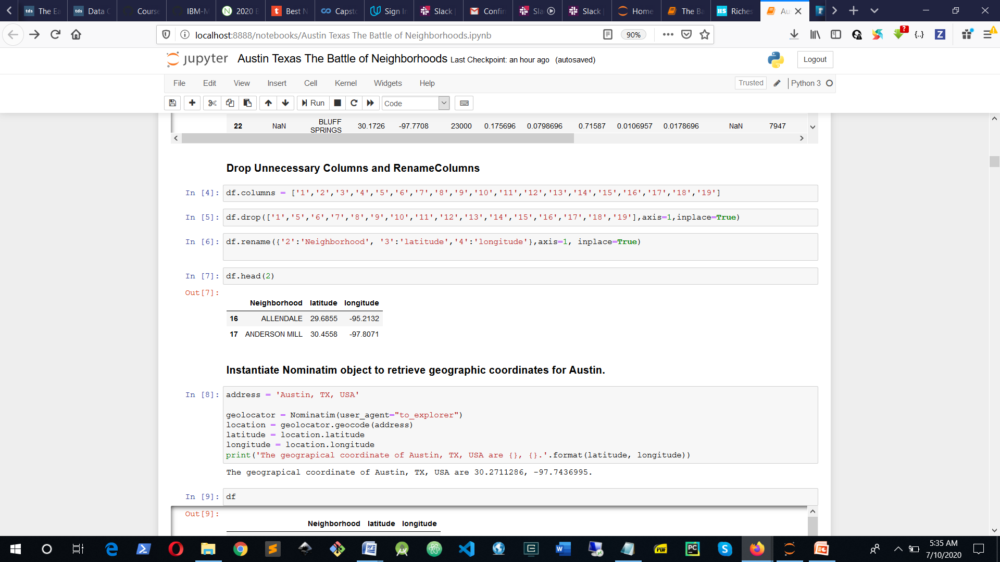 The Ea
Data C
Course
IBM-M
2020 B
Best N
Capsto
Sign In
Slack
Confir
Sla
Slack
Home
The Ba
Riches
Au
localhost:8888/notebooks/Austin Texas The Battle of Neighborhoods.ipynb
90%
jupyter Austin Texas The Battle of Neighborhoods Last Checkpoint: an hour ago (autosaved)
Logout
File Edit View Insert Cell Kernel Widgets Help
Trusted Python 3
Run Code
22 NaN BLUFF SPRINGS 30.1726 -97.7708 23000 0.175696 0.0798696 0.71587 0.0106957 0.0178696 NaN 7947
Drop Unnecessary Columns and RenameColumns
In [4]: df.columns = ['1','2','3','4','5','6','7','8','9','10','11','12','13','14','15','16','17','18','19']
In [5]: df.drop(['1','5','6','7','8','9','10','11','12','13','14','15','16','17','18','19'],axis=1,inplace=True)
In [6]: df.rename({'2':'Neighborhood', '3':'latitude','4':'longitude'},axis=1, inplace=True)
In [7]: df.head(2)
Out[7]:
Neighborhood latitude longitude
16 ALLENDALE 29.6855 -95.2132
17 ANDERSON MILL 30.4558 -97.8071
Instantiate Nominatim object to retrieve geographic coordinates for Austin.
In [8]: address = 'Austin, TX, USA'
geolocator = Nominatim(user_agent="to_explorer")
location = geolocator.geocode(address)
latitude = location.latitude
longitude = location.longitude
print('The geograpical coordinate of Austin, TX, USA are {}, {}.'.format(latitude, longitude))
The geograpical coordinate of Austin, TX, USA are 30.2711286, -97.7436995.
In [9]: df
Out[9]:
Neighborhood latitude longitude
5:35 AM
7/10/2020